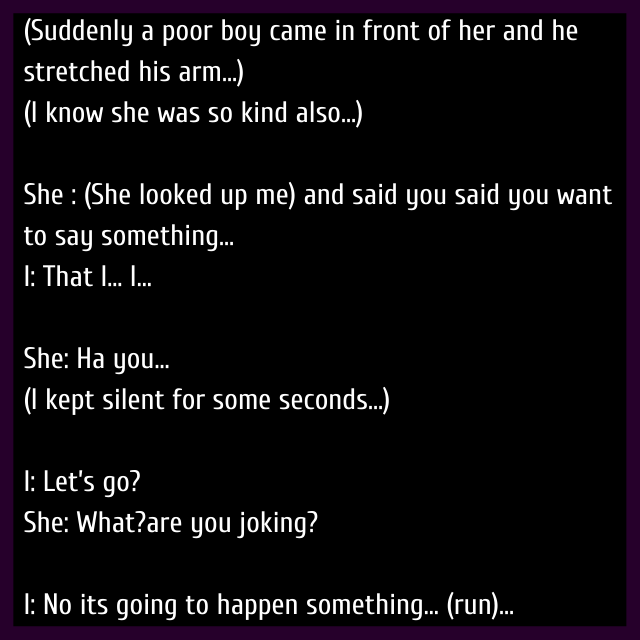 (Suddenly a poor boy came in front of her and he
stretched his arm...)
(I know she was so kind also...)
She : (She looked up me) and said you said you want
to say something...
I: That I... I...
She: Ha you...
(I kept silent for some seconds...)
I: Let's go?
She: What?are you joking?
I: No its going to happen something... (run)...